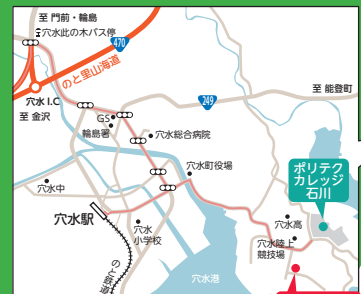 至 門前・輪島
穴水此の木バス停
470
のと里山海道
穴水 I.C
至 金沢
249
至 能登町
GS
輪島署
穴水総合病院
穴水町役場
穴水中
穴水駅
穴水
小学校
のと鉄道
穴水港
ポリテク
カレッジ
石川
穴水高
穴水陸上
競技場